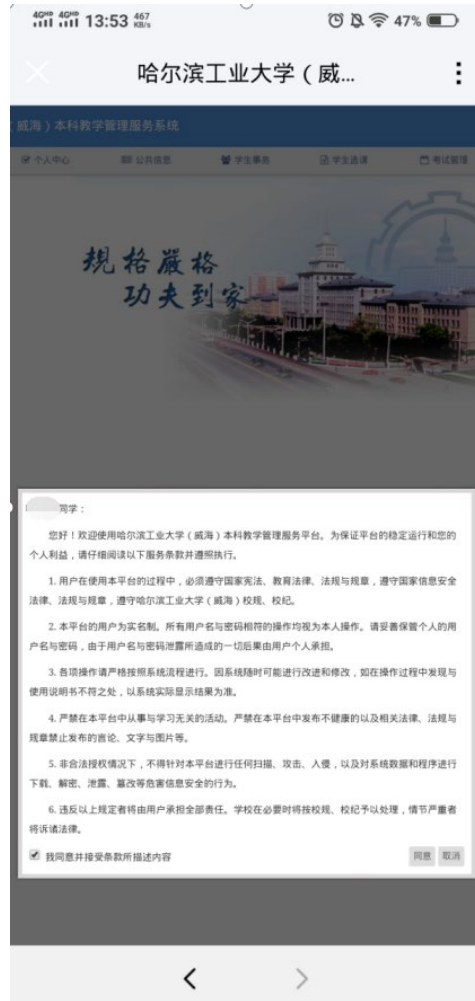 4GHD 4GHD 13:53 467 KB/s 47%
哈尔滨工业大学（威...
威海）本科教学管理服务系统
个人中心 公共信息 学生事务 学生选课 考试管理
规格严格
功夫到家
同学：
您好！欢迎使用哈尔滨工业大学（威海）本科教学管理服务平台。为保证平台的稳定运行和您的
个人利益，请仔细阅读以下服务条款并遵照执行。
1. 用户在使用本平台的过程中，必须遵守国家宪法、教育法律、法规与规章，遵守国家信息安全
法律、法规与规章，遵守哈尔滨工业大学（威海）校规、校纪。
2. 本平台的用户为实名制。所有用户名与密码相符的操作均视为本人操作。请妥善保管个人的用
户名与密码，由于用户名与密码泄露所造成的一切后果由用户个人承担。
3. 各项操作请严格按照系统流程进行。因系统随时可能进行改进和修改，如在操作过程中发现与
使用说明书不符之处，以系统实际显示结果为准。
4. 严禁在本平台中从事与学习无关的活动。严禁在本平台中发布不健康的以及相关法律、法规与
规章禁止发布的言论、文字与图片等。
5. 非合法授权情况下，不得针对本平台进行任何扫描、攻击、入侵，以及对系统数据和程序进行
下载、解密、泄露、篡改等危害信息安全的行为。
6. 违反以上规定者将由用户承担全部责任。学校在必要时将按校规、校纪予以处理，情节严重者
将诉诸法律。
我同意并接受条款所描述内容 同意 取消